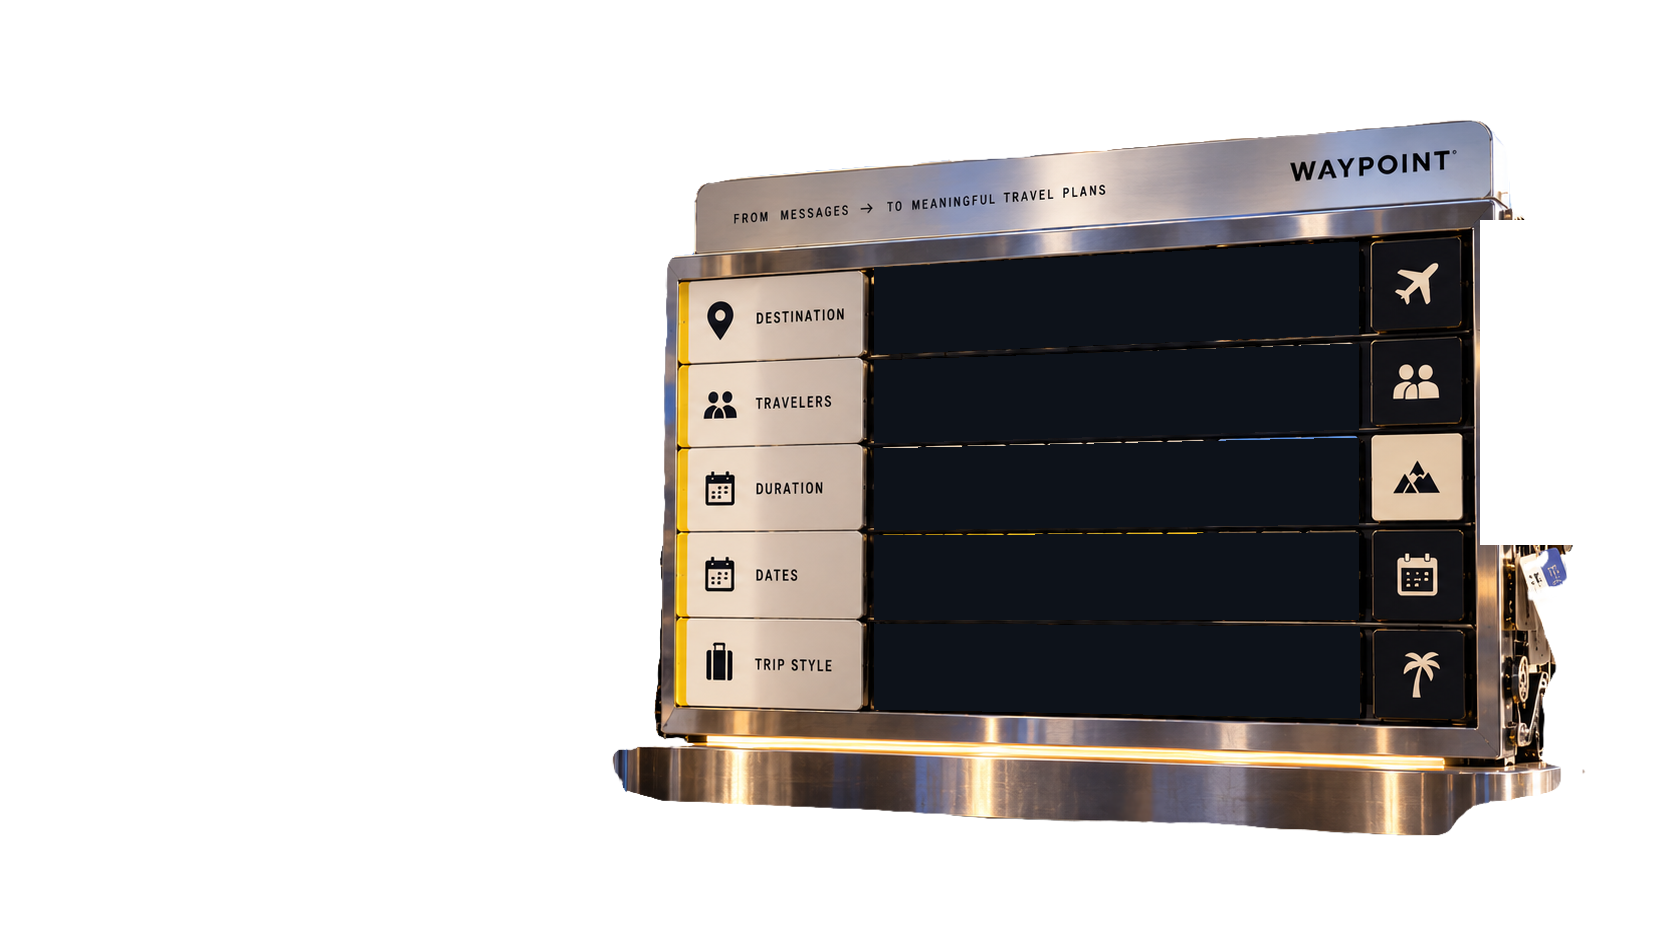 WAYPOINT
FROM MESSAGES → TO MEANINGFUL TRAVEL PLANS
DESTINATION
TRAVELERS
DURATION
DATES
TRIP STYLE